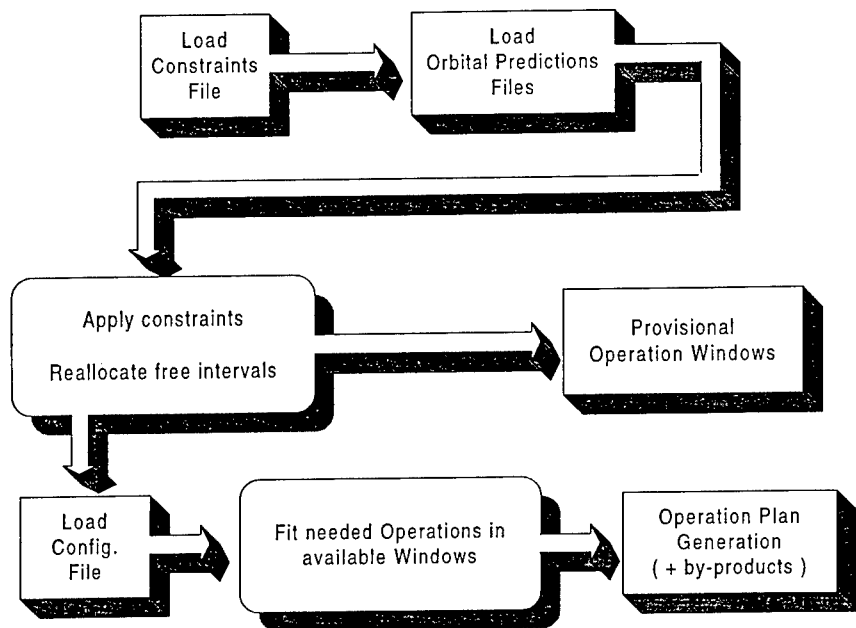 Load
Constraints
File
Load
Orbital Predictions
Files
Apply constraints
Reallocate free intervals
Provisional
Operation Windows
Load
Config.
File
Fit needed Operations in
available Windows
Operation Plan
Generation
( + by-products )